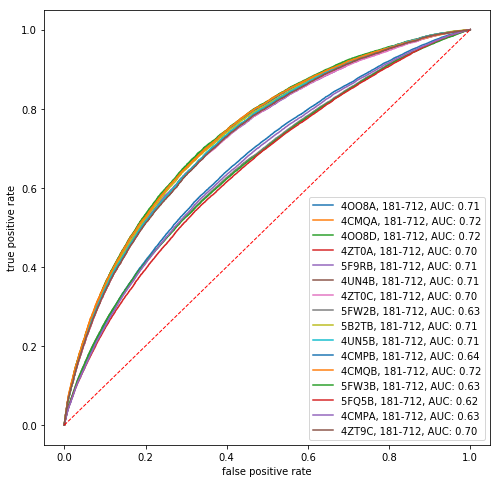 1.0
0.8
0.6
0.4
0.2
0.0
true positive rate
4OO8A, 181-712, AUC: 0.71
4CMQA, 181-712, AUC: 0.72
4OO8D, 181-712, AUC: 0.72
4ZT0A, 181-712, AUC: 0.70
5F9RB, 181-712, AUC: 0.71
4UN4B, 181-712, AUC: 0.71
4ZT0C, 181-712, AUC: 0.70
5FW2B, 181-712, AUC: 0.63
5B2TB, 181-712, AUC: 0.71
4UN5B, 181-712, AUC: 0.71
4CMPB, 181-712, AUC: 0.64
4CMQB, 181-712, AUC: 0.72
5FW3B, 181-712, AUC: 0.63
5FQ5B, 181-712, AUC: 0.62
4CMPA, 181-712, AUC: 0.63
4ZT9C, 181-712, AUC: 0.70
0.0 0.2 0.4 0.6 0.8 1.0
false positive rate